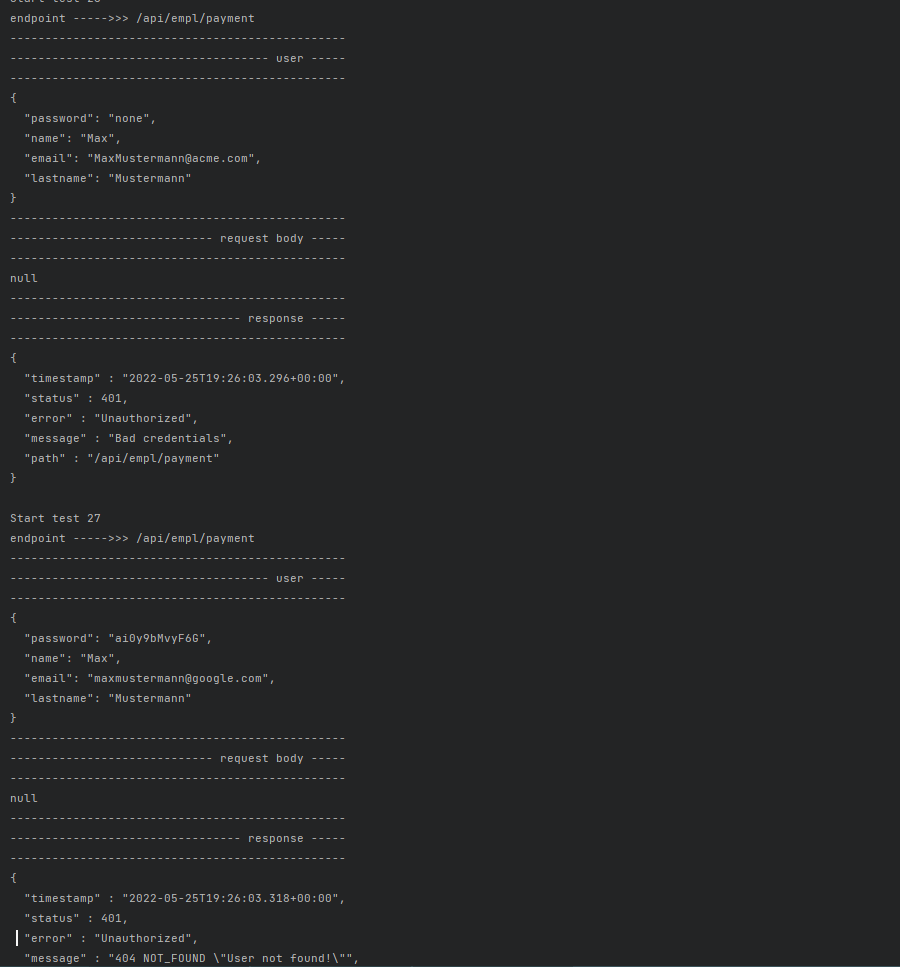 endpoint ----->>> /api/empl/payment
------------------------------------------------
------------------------------------- user -----
------------------------------------------------
{
  "password": "none",
  "name": "Max",
  "email": "MaxMustermann@acme.com",
  "lastname": "Mustermann"
}
------------------------------------------------
----------------------------- request body -----
------------------------------------------------
null
------------------------------------------------
--------------------------------- response -----
------------------------------------------------
{
  "timestamp" : "2022-05-25T19:26:03.296+00:00",
  "status" : 401,
  "error" : "Unauthorized",
  "message" : "Bad credentials",
  "path" : "/api/empl/payment"
}

Start test 27
endpoint ----->>> /api/empl/payment
------------------------------------------------
------------------------------------- user -----
------------------------------------------------
{
  "password": "ai0y9bMvyF6G",
  "name": "Max",
  "email": "maxmustermann@google.com",
  "lastname": "Mustermann"
}
------------------------------------------------
----------------------------- request body -----
------------------------------------------------
null
------------------------------------------------
--------------------------------- response -----
------------------------------------------------
{
  "timestamp" : "2022-05-25T19:26:03.318+00:00",
  "status" : 401,
  "error" : "Unauthorized",
  "message" : "404 NOT_FOUND \"User not found!\"",